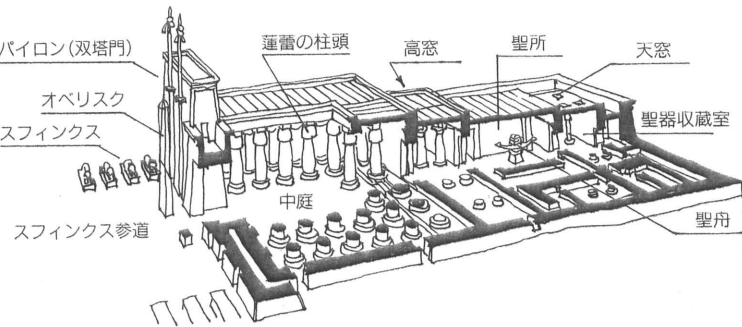 パイロン(双塔門)
蓮蕾の柱頭
高窓
聖所
天窓
オベリスク
聖器収蔵室
スフィンクス
中庭
聖舟
スフィンクス参道